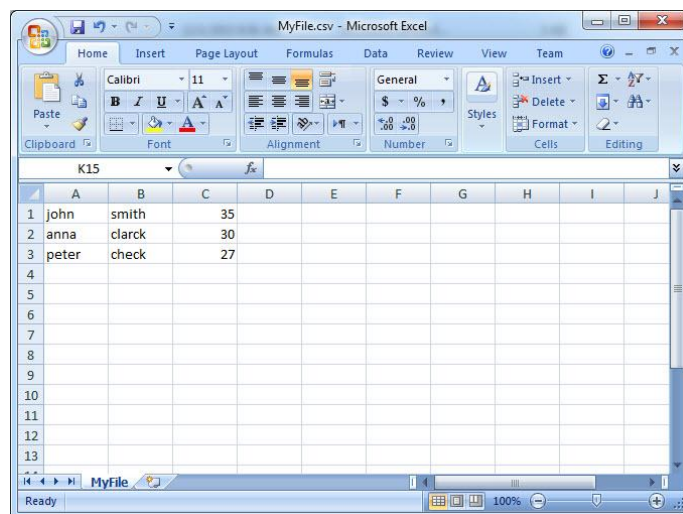 MyFile.csv - Microsoft Excel
Home Insert Page Layout Formulas Data Review View Team
Calibri 11 General Insert Σ
Paste B I U A A $ % , Styles Delete
A .00 .00 Format
Clipboard Font Alignment Number Cells Editing
K15 fx
A B C D E F G H I J
1 john smith 35
2 anna clarck 30
3 peter check 27
4
5
6
7
8
9
10
11
12
13
MyFile
Ready 100%